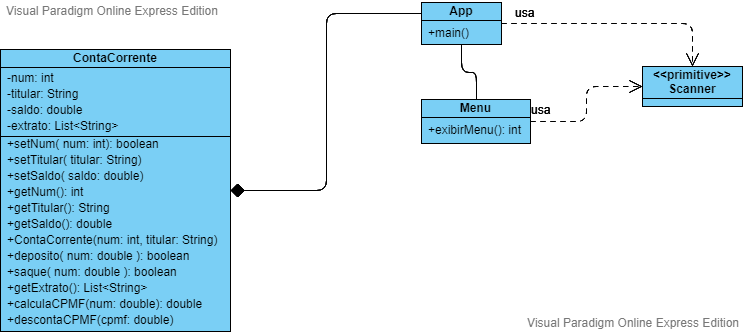 Visual Paradigm Online Express Edition
App
+main()
usa
<<primitive>>
Scanner
Menu
+exibirMenu(): int
usa
ContaCorrente
-num: int
-titular: String
-saldo: double
-extrato: List<String>
+setNum( num: int): boolean
+setTitular( titular: String)
+setSaldo( saldo: double)
+getNum(): int
+getTitular(): String
+getSaldo(): double
+ContaCorrente(num: int, titular: String)
+deposito( num: double ): boolean
+saque( num: double ): boolean
+getExtrato(): List<String>
+calculaCPMF(num: double): double
+descontaCPMF(cpmf: double)
Visual Paradigm Online Express Edition